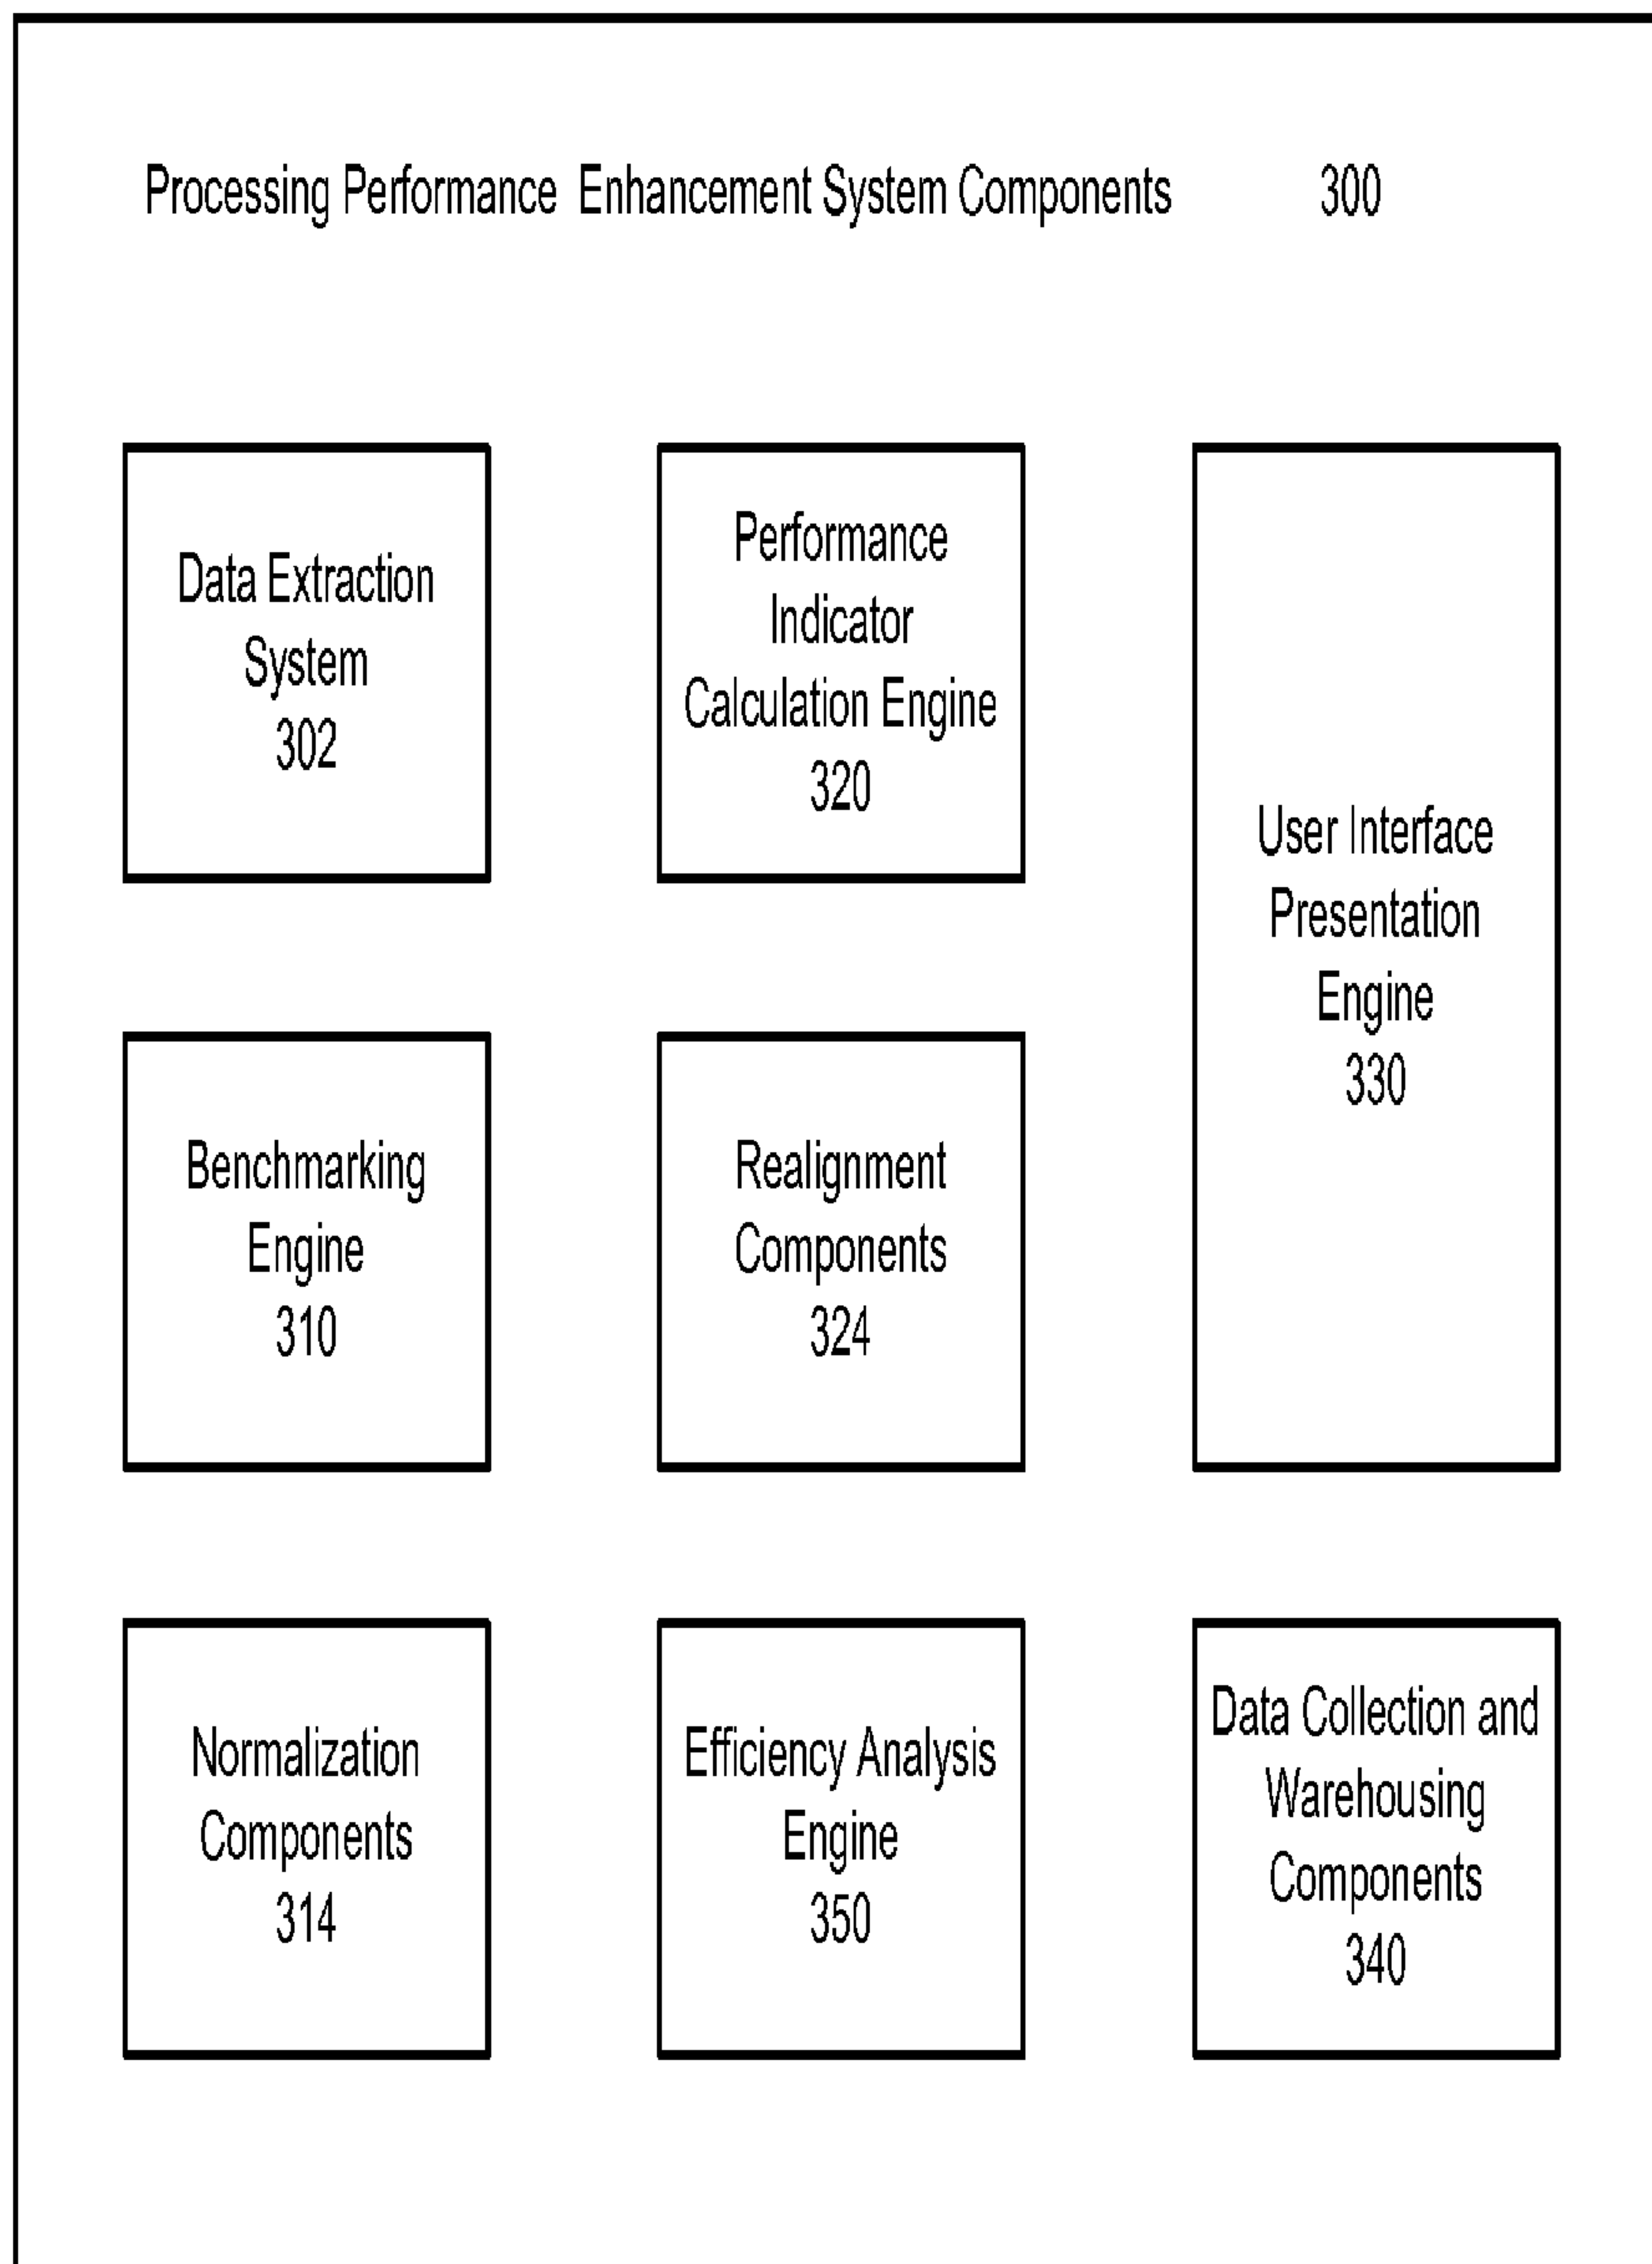 Processing Performance Enhancement System Components 300
Data Extraction
System
302
Performance
Indicator
Calculation Engine
320
User Interface
Presentation
Engine
330
Benchmarking
Engine
310
Realignment
Components
324
Normalization
Components
314
Efficiency Analysis
Engine
350
Data Collection and
Warehousing
Components
340